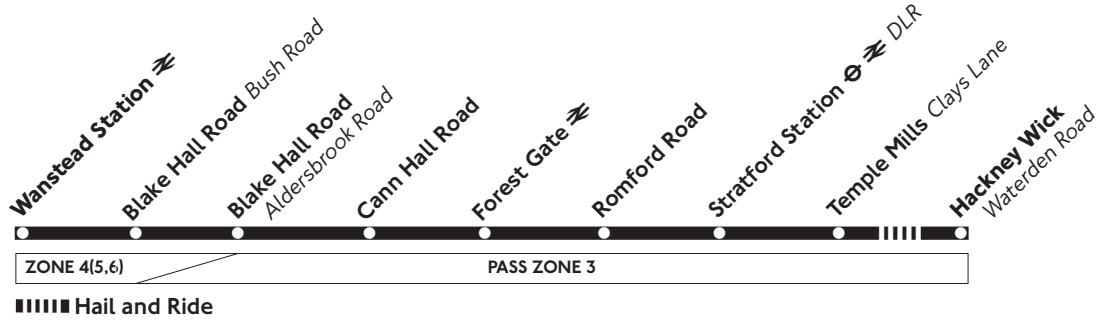 Wanstead Station
Blake Hall Road Bush Road
Blake Hall Road
Aldersbrook Road
Cann Hall Road
Forest Gate
Romford Road
Stratford Station DLR
Temple Mills Clays Lane
Hackney Wick
Waterden Road
ZONE 4(5,6)
PASS ZONE 3
Hail and Ride